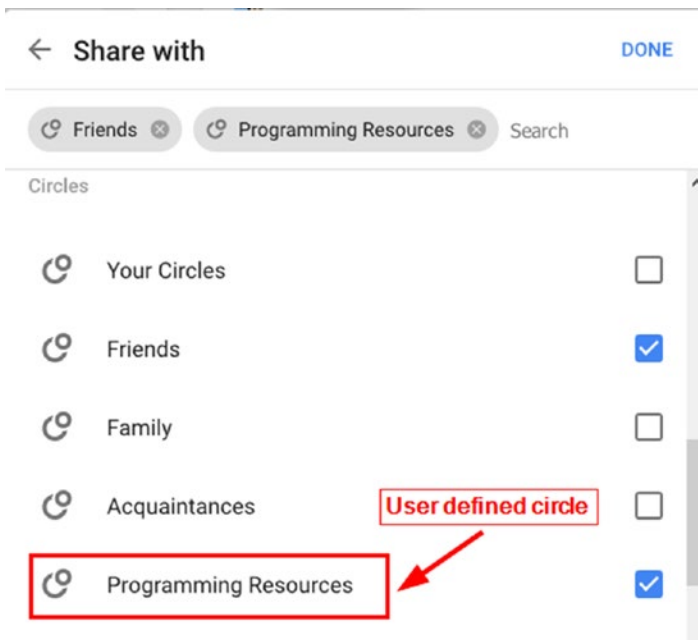 Share with DONE
Friends Programming Resources Search
Circles
Your Circles
Friends
Family
Acquaintances User defined circle
Programming Resources